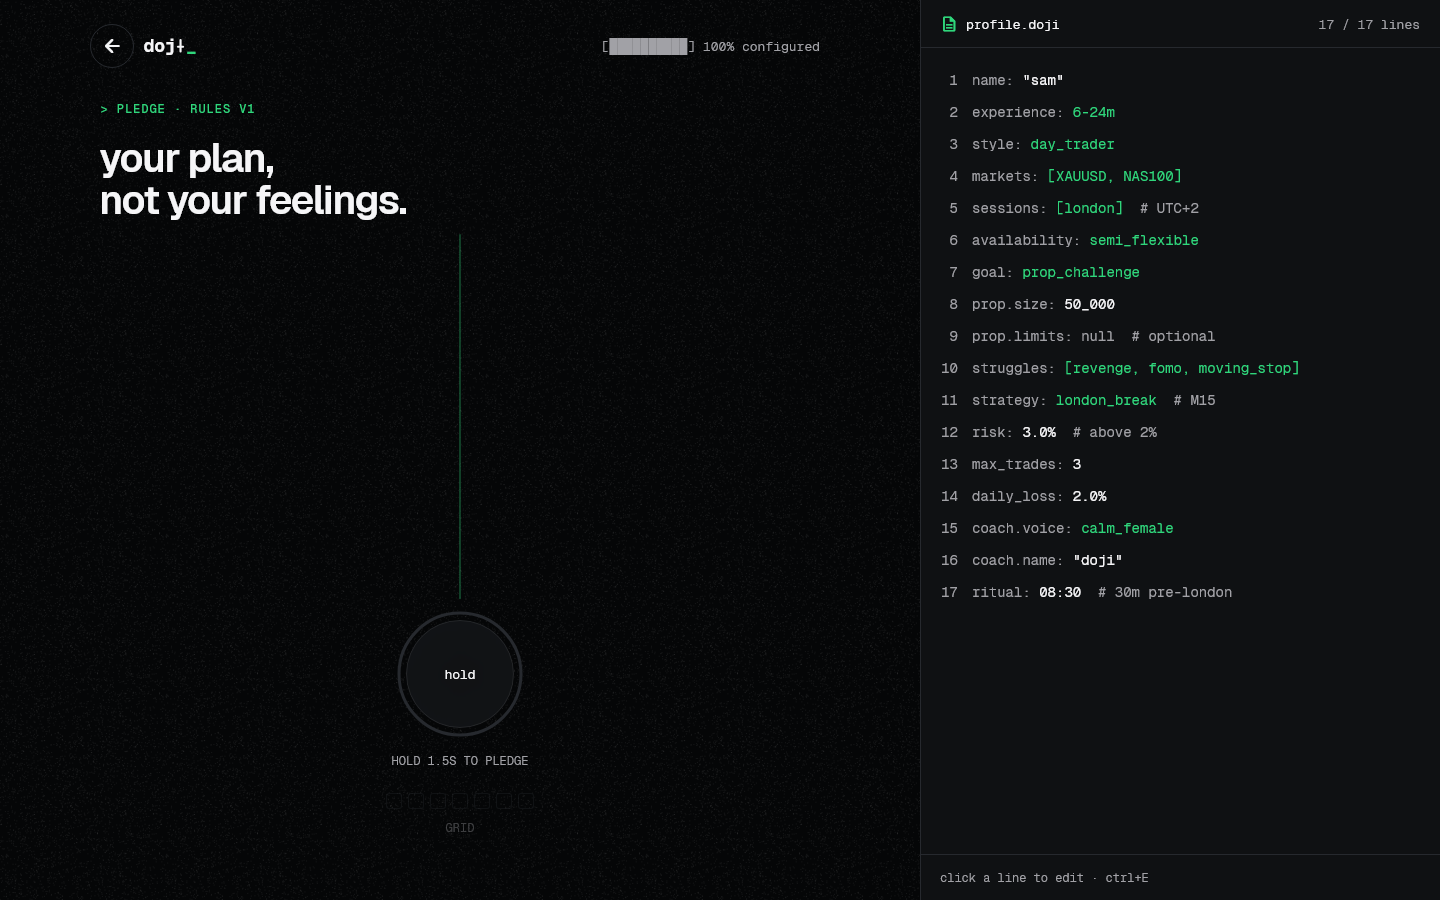 doji_
[█████████] 100% configured
> PLEDGE · RULES V1
your plan,
not your feelings.
hold
HOLD 1.5S TO PLEDGE
GRID
profile.doji
17 / 17 lines
1 name: "sam"
2 experience: 6-24m
3 style: day_trader
4 markets: [XAUUSD, NAS100]
5 sessions: [london] # UTC+2
6 availability: semi_flexible
7 goal: prop_challenge
8 prop.size: 50_000
9 prop.limits: null # optional
10 struggles: [revenge, fomo, moving_stop]
11 strategy: london_break # M15
12 risk: 3.0% # above 2%
13 max_trades: 3
14 daily_loss: 2.0%
15 coach.voice: calm_female
16 coach.name: "doji"
17 ritual: 08:30 # 30m pre-london
click a line to edit · ctrl+E